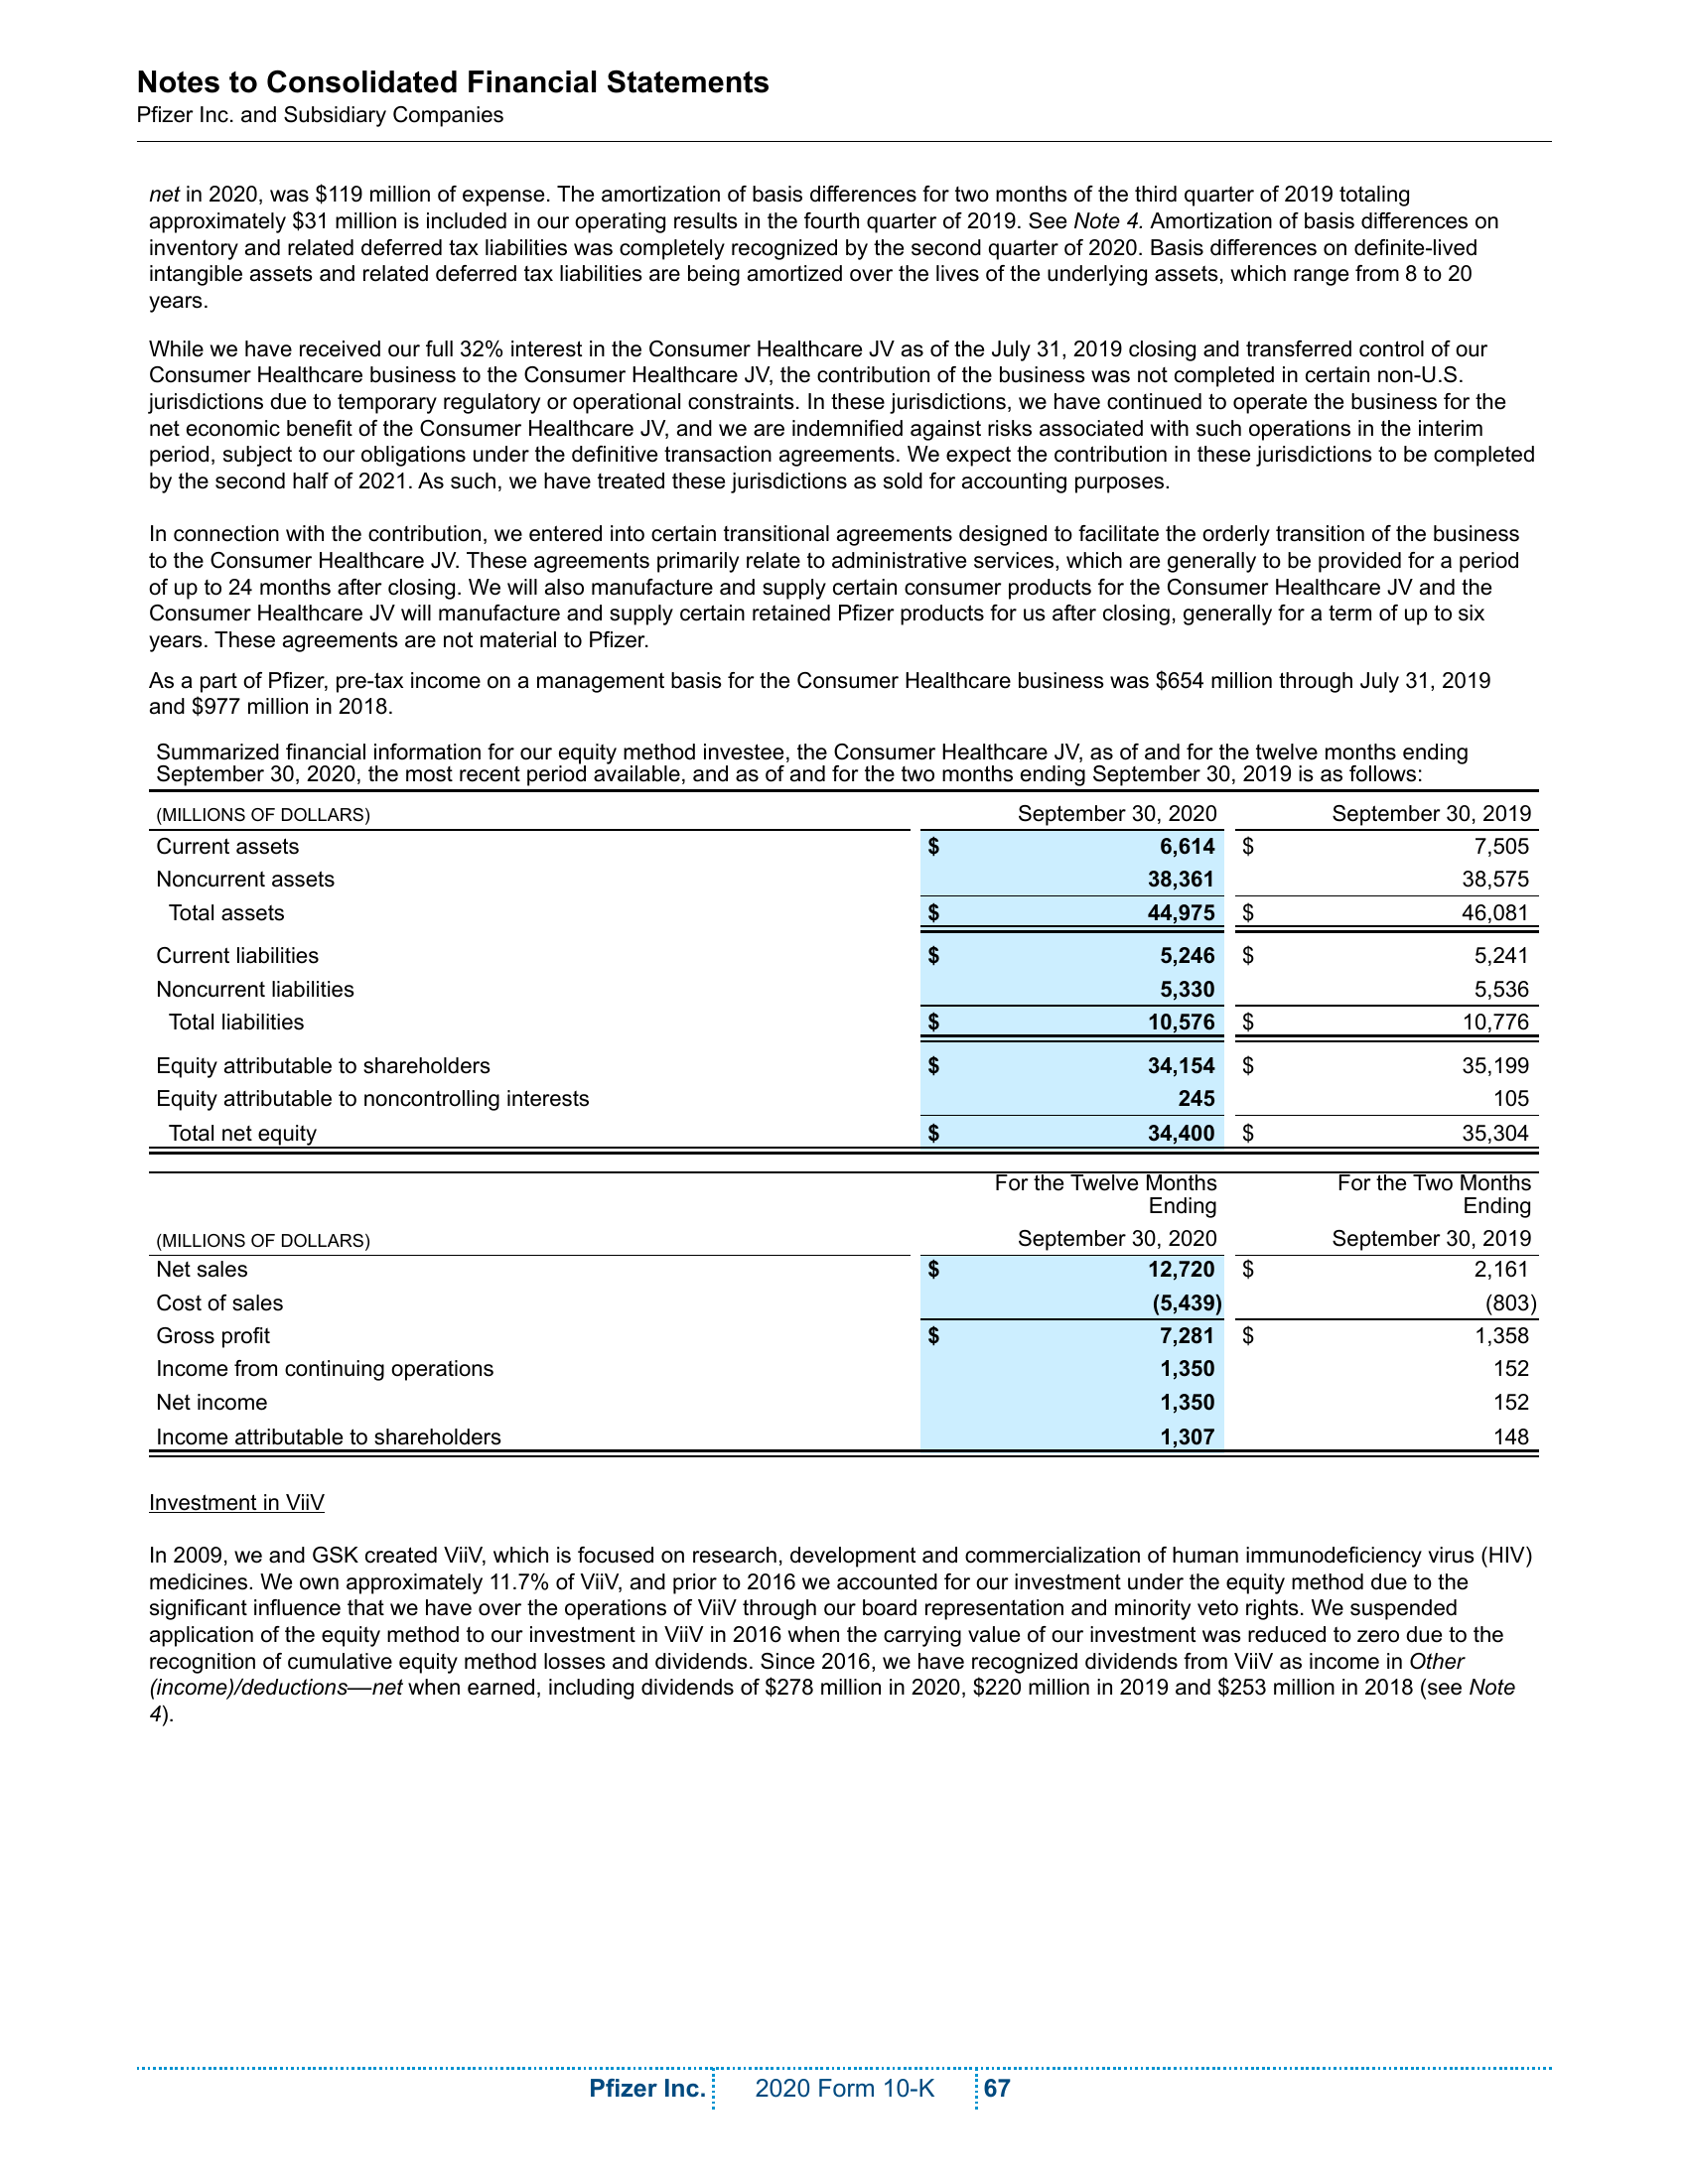 Notes to Consolidated Financial Statements
Pfizer Inc. and Subsidiary Companies
net in 2020, was $119 million of expense. The amortization of basis differences for two months of the third quarter of 2019 totaling
approximately $31 million is included in our operating results in the fourth quarter of 2019. See Note 4. Amortization of basis differences on
inventory and related deferred tax liabilities was completely recognized by the second quarter of 2020. Basis differences on definite-lived
intangible assets and related deferred tax liabilities are being amortized over the lives of the underlying assets, which range from 8 to 20
years.
While we have received our full 32% interest in the Consumer Healthcare JV as of the July 31, 2019 closing and transferred control of our
Consumer Healthcare business to the Consumer Healthcare JV, the contribution of the business was not completed in certain non-U.S.
jurisdictions due to temporary regulatory or operational constraints. In these jurisdictions, we have continued to operate the business for the
net economic benefit of the Consumer Healthcare JV, and we are indemnified against risks associated with such operations in the interim
period, subject to our obligations under the definitive transaction agreements. We expect the contribution in these jurisdictions to be completed
by the second half of 2021. As such, we have treated these jurisdictions as sold for accounting purposes.
In connection with the contribution, we entered into certain transitional agreements designed to facilitate the orderly transition of the business
to the Consumer Healthcare JV. These agreements primarily relate to administrative services, which are generally to be provided for a period
of up to 24 months after closing. We will also manufacture and supply certain consumer products for the Consumer Healthcare JV and the
Consumer Healthcare JV will manufacture and supply certain retained Pfizer products for us after closing, generally for a term of up to six
years. These agreements are not material to Pfizer.
As a part of Pfizer, pre-tax income on a management basis for the Consumer Healthcare business was $654 million through July 31, 2019
and $977 million in 2018.
Summarized financial information for our equity method investee, the Consumer Healthcare JV, as of and for the twelve months ending
September 30, 2020, the most recent period available, and as of and for the two months ending September 30, 2019 is as follows:
(MILLIONS OF DOLLARS) September 30, 2020 September 30, 2019
Current assets $ 6,614 $ 7,505
Noncurrent assets 38,361 38,575
Total assets $ 44,975 $ 46,081
Current liabilities $ 5,246 $ 5,241
Noncurrent liabilities 5,330 5,536
Total liabilities $ 10,576 $ 10,776
Equity attributable to shareholders $ 34,154 $ 35,199
Equity attributable to noncontrolling interests 245 105
Total net equity $ 34,400 $ 35,304
For the Twelve Months For the Two Months
Ending Ending
(MILLIONS OF DOLLARS) September 30, 2020 September 30, 2019
Net sales $ 12,720 $ 2,161
Cost of sales (5,439) (803)
Gross profit $ 7,281 $ 1,358
Income from continuing operations 1,350 152
Net income 1,350 152
Income attributable to shareholders 1,307 148
Investment in ViiV
In 2009, we and GSK created ViiV, which is focused on research, development and commercialization of human immunodeficiency virus (HIV)
medicines. We own approximately 11.7% of ViiV, and prior to 2016 we accounted for our investment under the equity method due to the
significant influence that we have over the operations of ViiV through our board representation and minority veto rights. We suspended
application of the equity method to our investment in ViiV in 2016 when the carrying value of our investment was reduced to zero due to the
recognition of cumulative equity method losses and dividends. Since 2016, we have recognized dividends from ViiV as income in Other
(income)/deductions––net when earned, including dividends of $278 million in 2020, $220 million in 2019 and $253 million in 2018 (see Note
4).
Pfizer Inc. 2020 Form 10-K 67